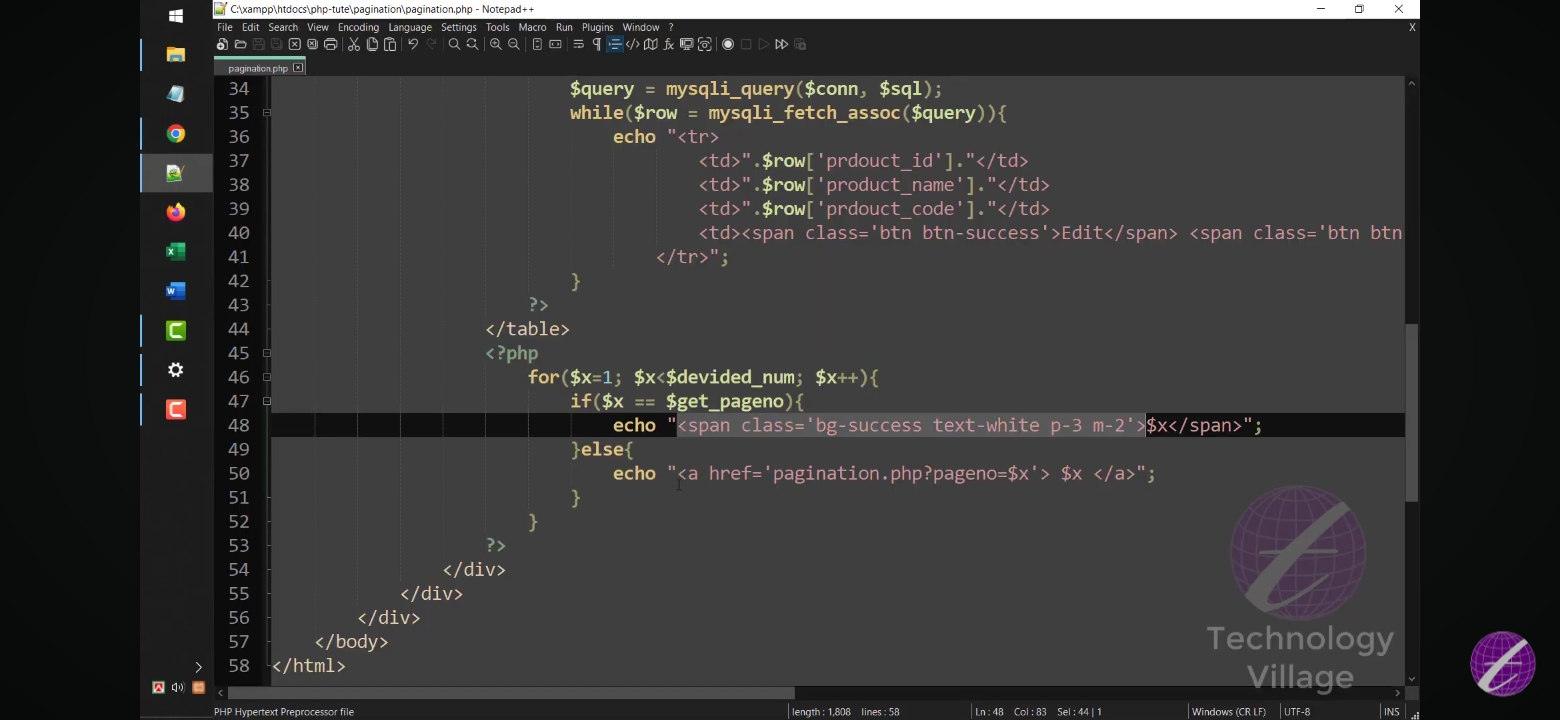 C:\xampp\htdocs\php-tute\pagination\pagination.php - Notepad++
File Edit Search View Encoding Language Settings Tools Macro Run Plugins Window ? X
pagination.php
34 $query = mysqli_query($conn, $sql);
35 while($row = mysqli_fetch_assoc($query)){
36 echo "<tr>
37 <td>".$row['prdouct_id']."</td>
38 <td>".$row['product_name']."</td>
39 <td>".$row['prdouct_code']."</td>
40 <td><span class='btn btn-success'>Edit</span> <span class='btn btn
41 </tr>";
42 }
43 ?>
44 </table>
45 <?php
46 for($x=1; $x<$devided_num; $x++){
47 if($x == $get_pageno){
48 echo "<span class='bg-success text-white p-3 m-2'>$x</span>";
49 }else{
50 echo "<a href='pagination.php?pageno=$x'> $x </a>";
51 }
52 }
53 ?>
54 </div>
55 </div>
56 </div>
57 </body>
58 </html>
Technology
Village
PHP Hypertext Preprocessor file length : 1,808 lines : 58 Ln : 48 Col : 83 Sel : 44 | 1 Windows (CR LF) UTF-8 INS